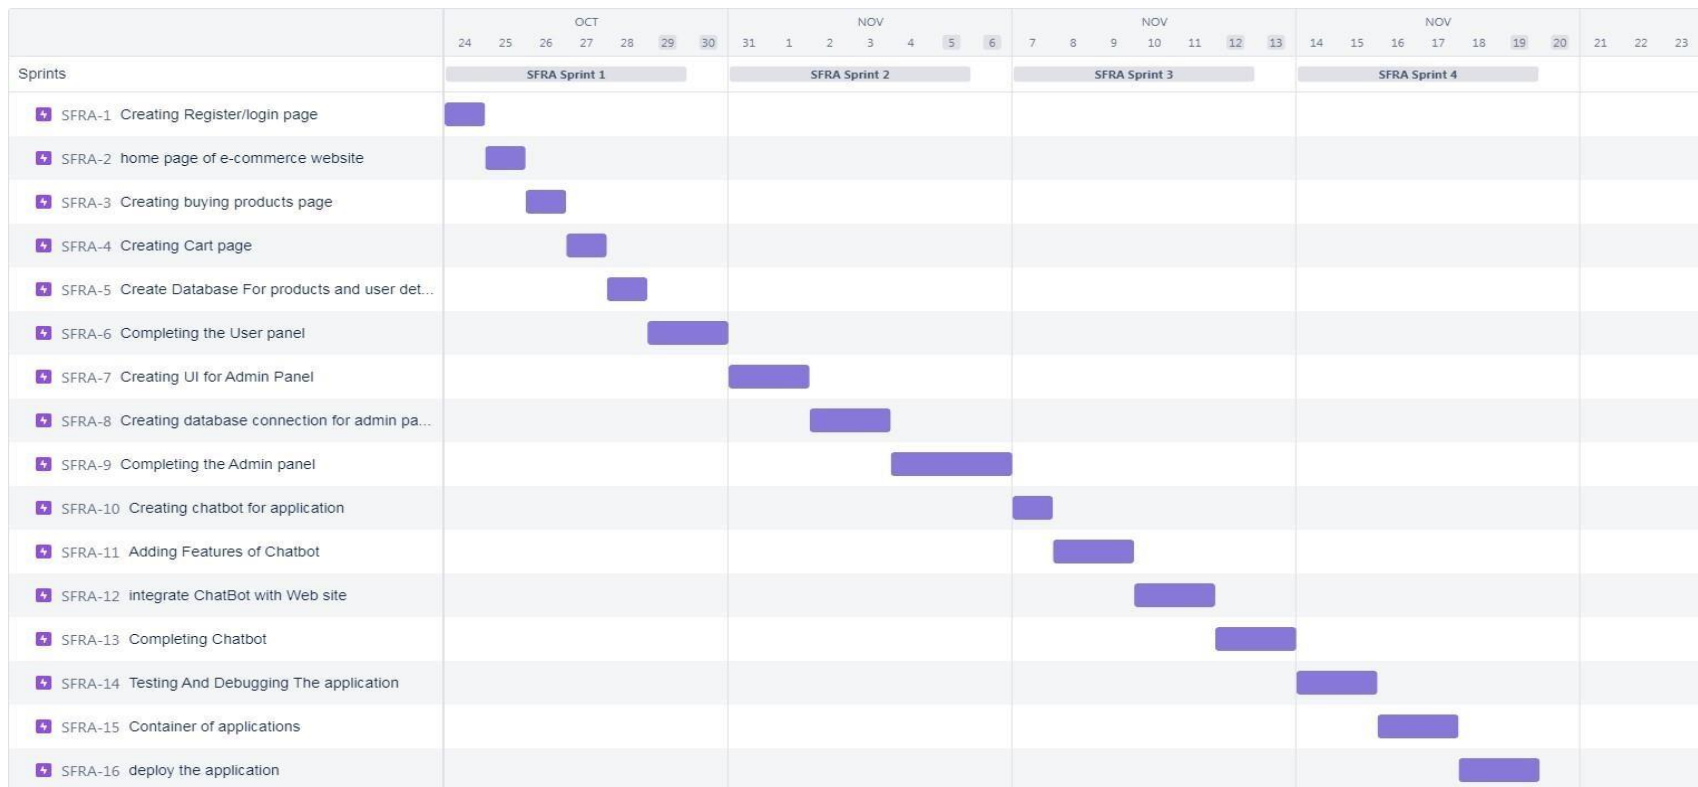 OCT NOV NOV NOV
24 25 26 27 28 29 30 31 1 2 3 4 5 6 7 8 9 10 11 12 13 14 15 16 17 18 19 20 21 22 23
Sprints SFRA Sprint 1 SFRA Sprint 2 SFRA Sprint 3 SFRA Sprint 4
SFRA-1 Creating Register/login page
SFRA-2 home page of e-commerce website
SFRA-3 Creating buying products page
SFRA-4 Creating Cart page
SFRA-5 Create Database For products and user det...
SFRA-6 Completing the User panel
SFRA-7 Creating UI for Admin Panel
SFRA-8 Creating database connection for admin pa...
SFRA-9 Completing the Admin panel
SFRA-10 Creating chatbot for application
SFRA-11 Adding Features of Chatbot
SFRA-12 integrate ChatBot with Web site
SFRA-13 Completing Chatbot
SFRA-14 Testing And Debugging The application
SFRA-15 Container of applications
SFRA-16 deploy the application